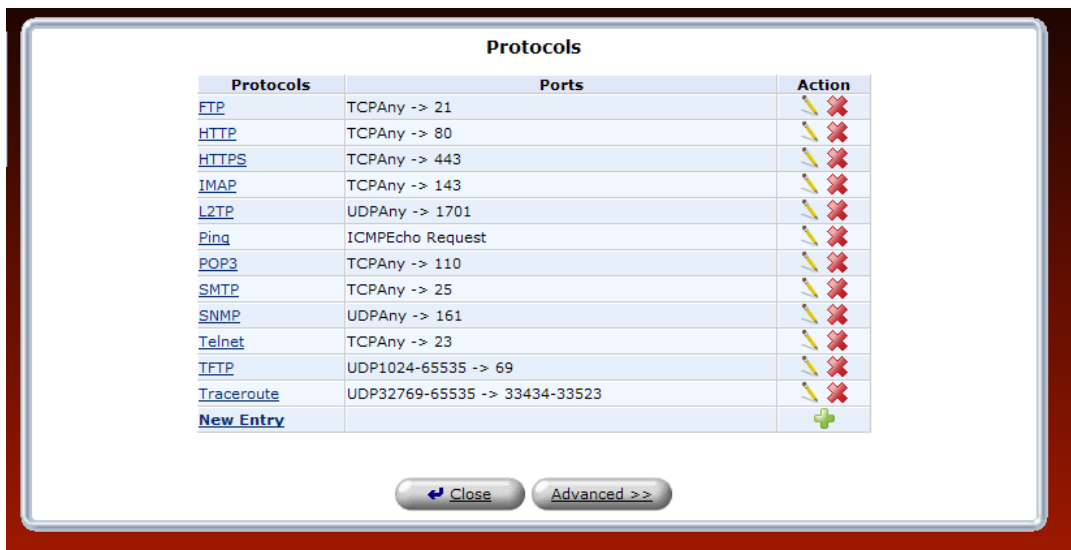 Protocols
Protocols Ports Action
FTP TCPAny -> 21
HTTP TCPAny -> 80
HTTPS TCPAny -> 443
IMAP TCPAny -> 143
L2TP UDPAny -> 1701
Ping ICMPEcho Request
POP3 TCPAny -> 110
SMTP TCPAny -> 25
SNMP UDPAny -> 161
Telnet TCPAny -> 23
TFTP UDP1024-65535 -> 69
Traceroute UDP32769-65535 -> 33434-33523
New Entry
Close Advanced >>